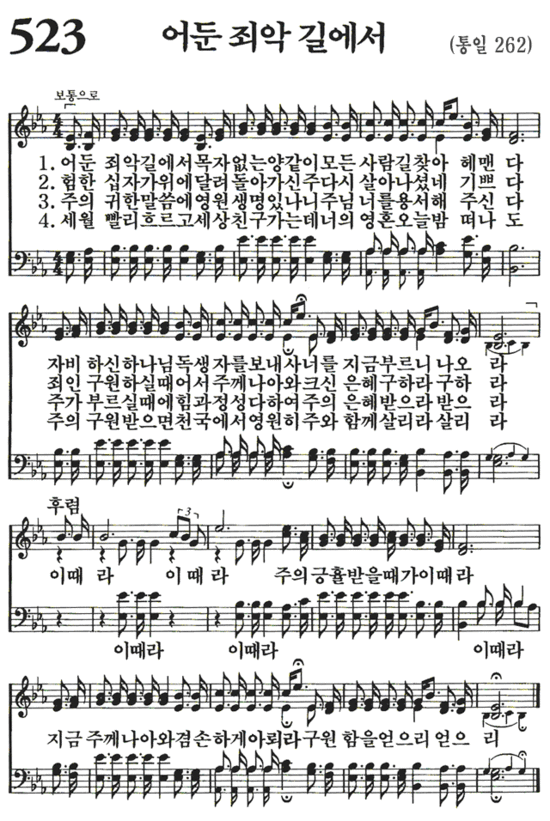 523 어둔 죄악 길에서 (통일 262)
보통으로
4 4
1. 어둔 죄악길에서목자없는양같이모든 사람길찾아 헤맨 다
2. 험한 십자가위에달려돌아가신주다시 살아나셨네 기쁘 다
3. 주의 귀한말씀에영원생명있나니주님 너를용서해 주신 다
4. 세월 빨리흐르고세상친구가는데너의 영혼오늘밤 떠나 도
4 4
자비 하신하나님독생자를보내사너를 지금부르니 나오 라
죄인 구원하실때어서주께나아와크신 은혜구하라구하 라
주가 부르실때에힘과정성다하여주의 은혜받으라받으 라
주의 구원받으면천국에서영원히주와 함께살리라살리 라
후렴
3
이때 라 이때 라 주의긍휼받을때가이때 라
이때라 이때라 이때라
지금 주께나아와겸손하게아뢰라구원 함을얻으리얻으 리